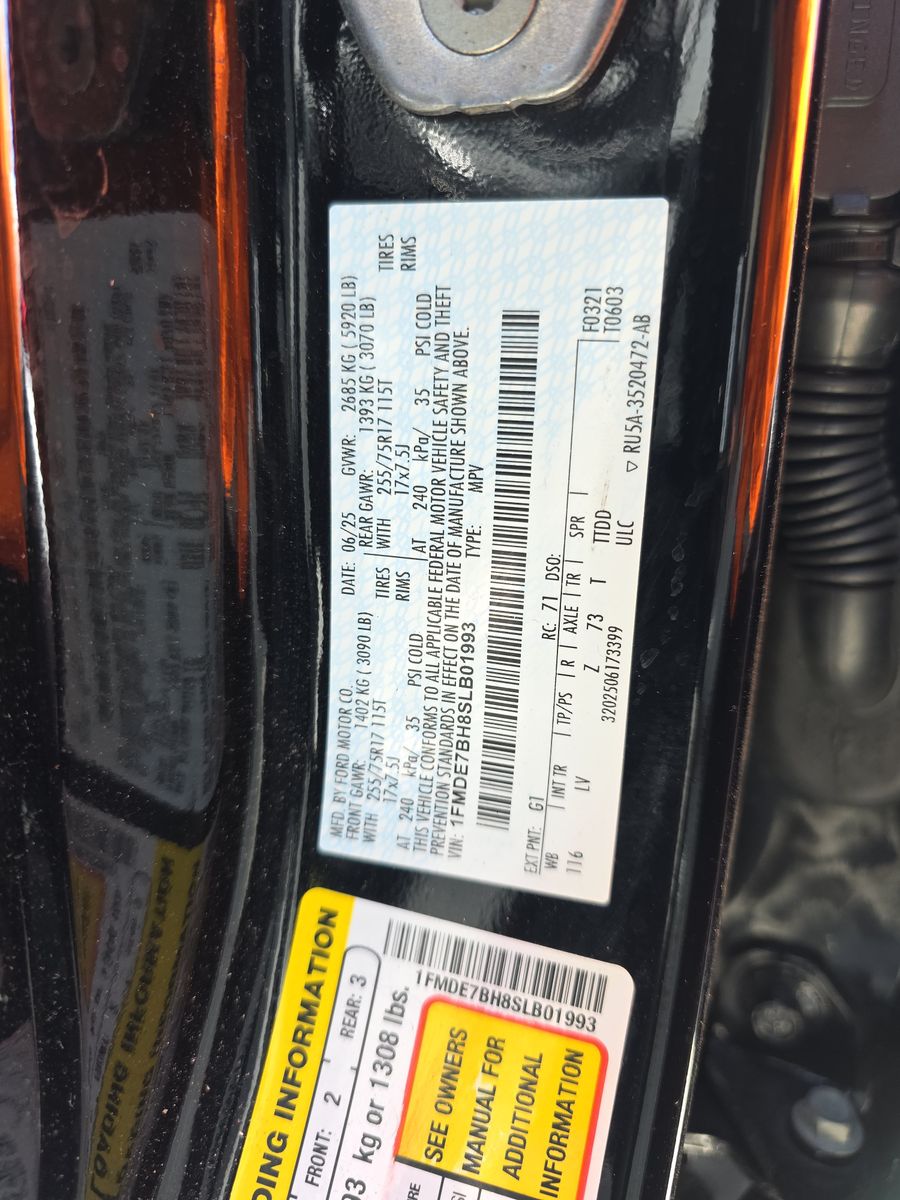 MFD. BY FORD MOTOR CO. DATE: 06/25 GVWR: 2685 KG ( 5920 LB)
FRONT GAWR: 1402 KG ( 3090 LB) REAR GAWR: 1393 KG ( 3070 LB)
WITH 255/75R17 115T TIRES WITH 255/75R17 115T TIRES
17x7.5J RIMS 17x7.5J RIMS
AT 240 kPa/ 35 PSI COLD AT 240 kPa/ 35 PSI COLD
THIS VEHICLE CONFORMS TO ALL APPLICABLE FEDERAL MOTOR VEHICLE SAFETY AND THEFT
PREVENTION STANDARDS IN EFFECT ON THE DATE OF MANUFACTURE SHOWN ABOVE.
VIN: 1FMDE7BH8SLB01993 TYPE: MPV
EXT PNT: G1 RC: 71 DSO: F0321
WB INT TR TP/PS R AXLE TR SPR T0603
116 LV Z 73 T TTDD
3202506173399 ULC ▽ RU5A-3520472-AB
DING INFORMATION
FRONT: 2 REAR: 3
93 kg or 1308 lbs.
1FMDE7BH8SLB01993
SEE OWNERS
MANUAL FOR
ADDITIONAL
INFORMATION